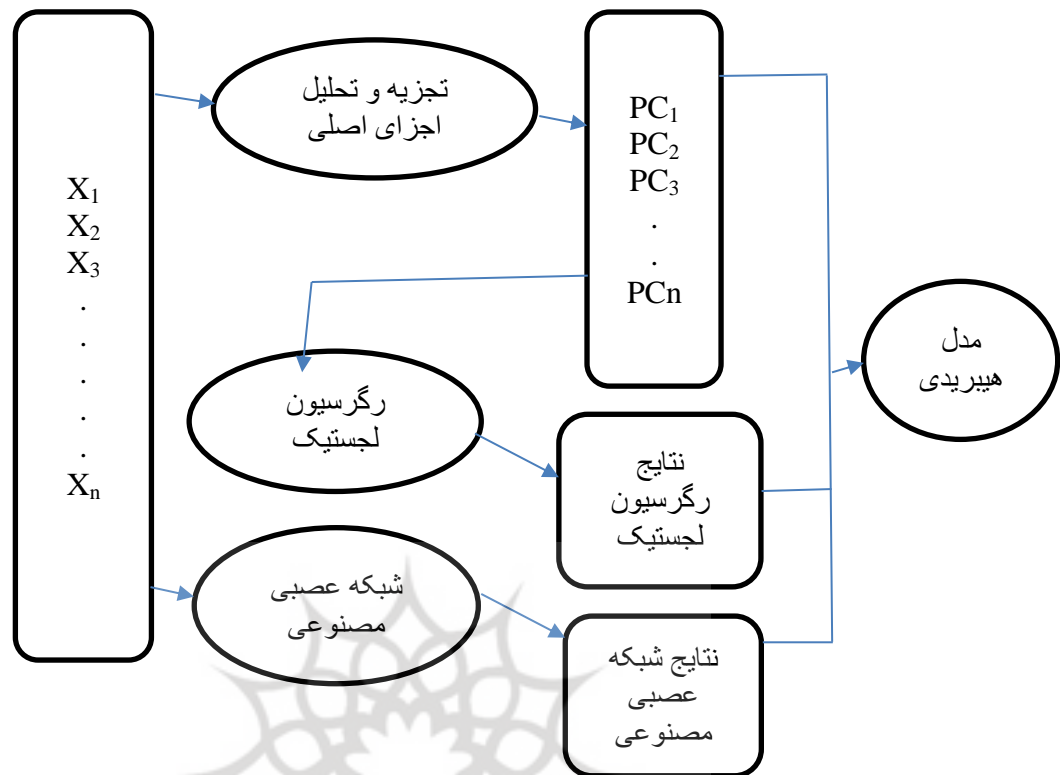 X₁
X₂
X₃
.
.
.
.
.
Xₙ
تجزیه و تحلیل
اجزای اصلی
PC₁
PC₂
PC₃
.
.
PCn
رگرسیون
لجستیک
نتایج
رگرسیون
لجستیک
شبکه عصبی
مصنوعی
نتایج شبکه
عصبی
مصنوعی
مدل
هیبریدی